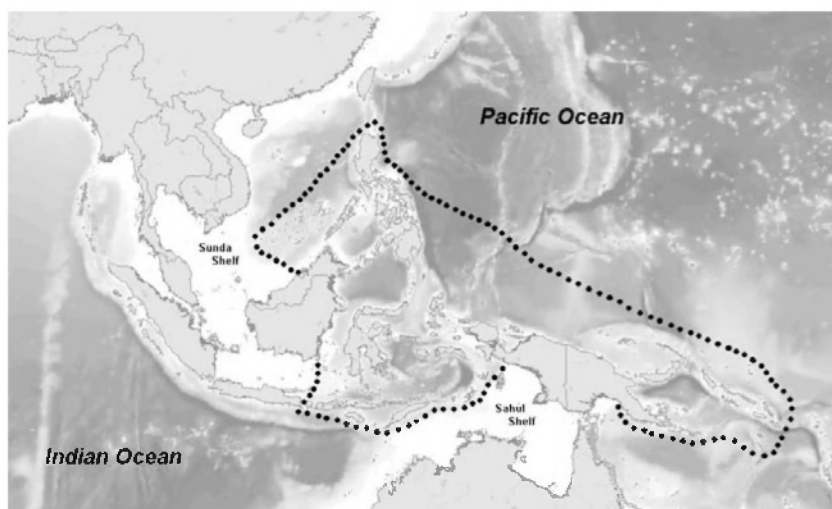 Pacific Ocean
Sunda
Shelf
Sahul
Shelf
Indian Ocean